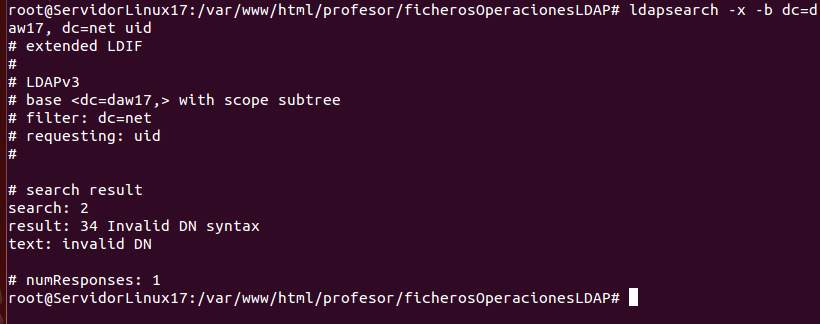 root@ServidorLinux17:/var/www/html/profesor/ficherosOperacionesLDAP# ldapsearch -x -b dc=d
aw17, dc=net uid
# extended LDIF
#
# LDAPv3
# base <dc=daw17,> with scope subtree
# filter: dc=net
# requesting: uid
#

# search result
search: 2
result: 34 Invalid DN syntax
text: invalid DN

# numResponses: 1
root@ServidorLinux17:/var/www/html/profesor/ficherosOperacionesLDAP#